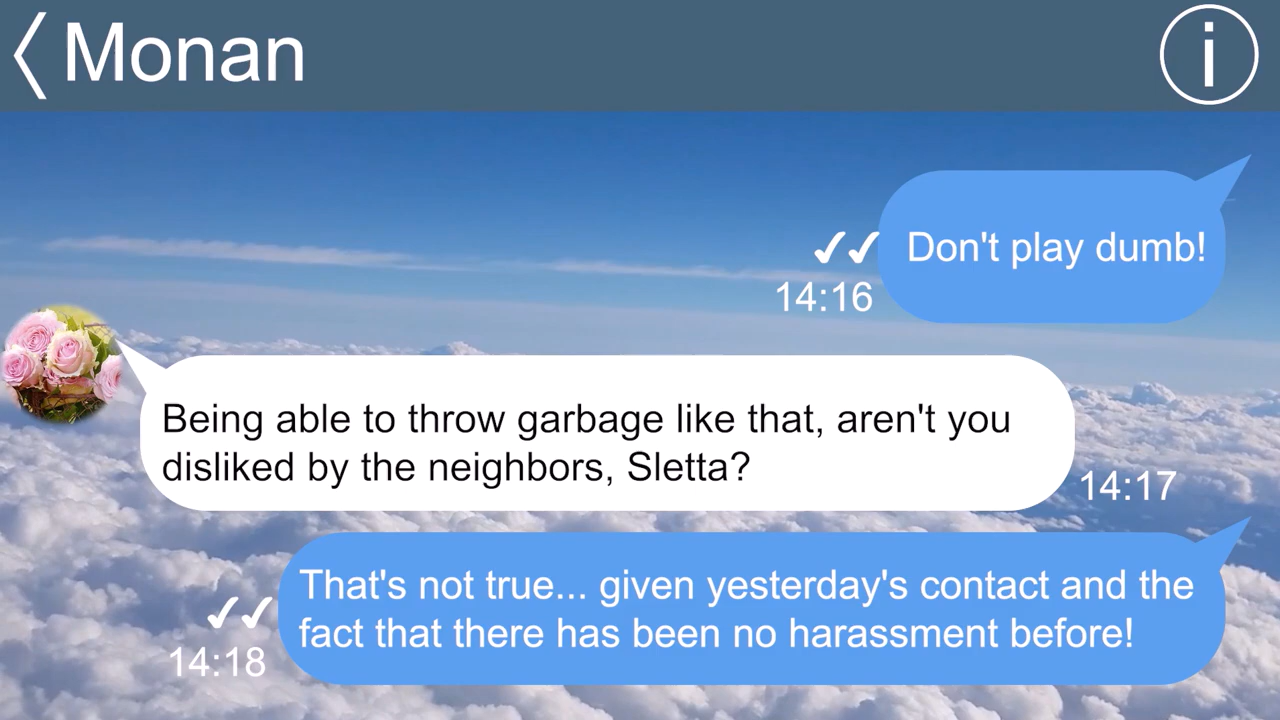 Monan
i
Don't play dumb!
14:16
Being able to throw garbage like that, aren't you
disliked by the neighbors, Sletta?
14:17
That's not true... given yesterday's contact and the
fact that there has been no harassment before!
14:18